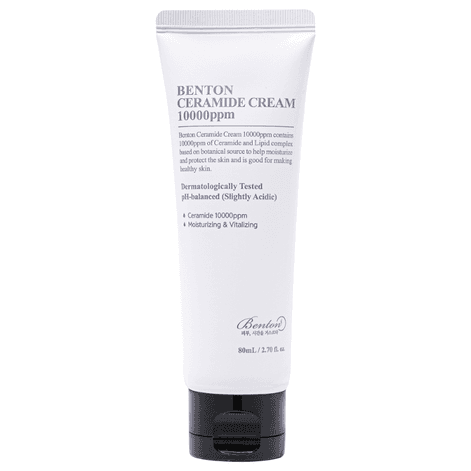 BENTON
CERAMIDE CREAM
10000ppm
Benton Ceramide Cream 10000ppm contains
10000ppm of Ceramide and Lipid complex
based on botanical source to help moisturize
and protect the skin and is good for making
healthy skin.
Dermatologically Tested
pH-balanced (Slightly Acidic)
• Ceramide 10000ppm
• Moisturizing & Vitalizing
Benton
80mL / 2.70 fl. oz.